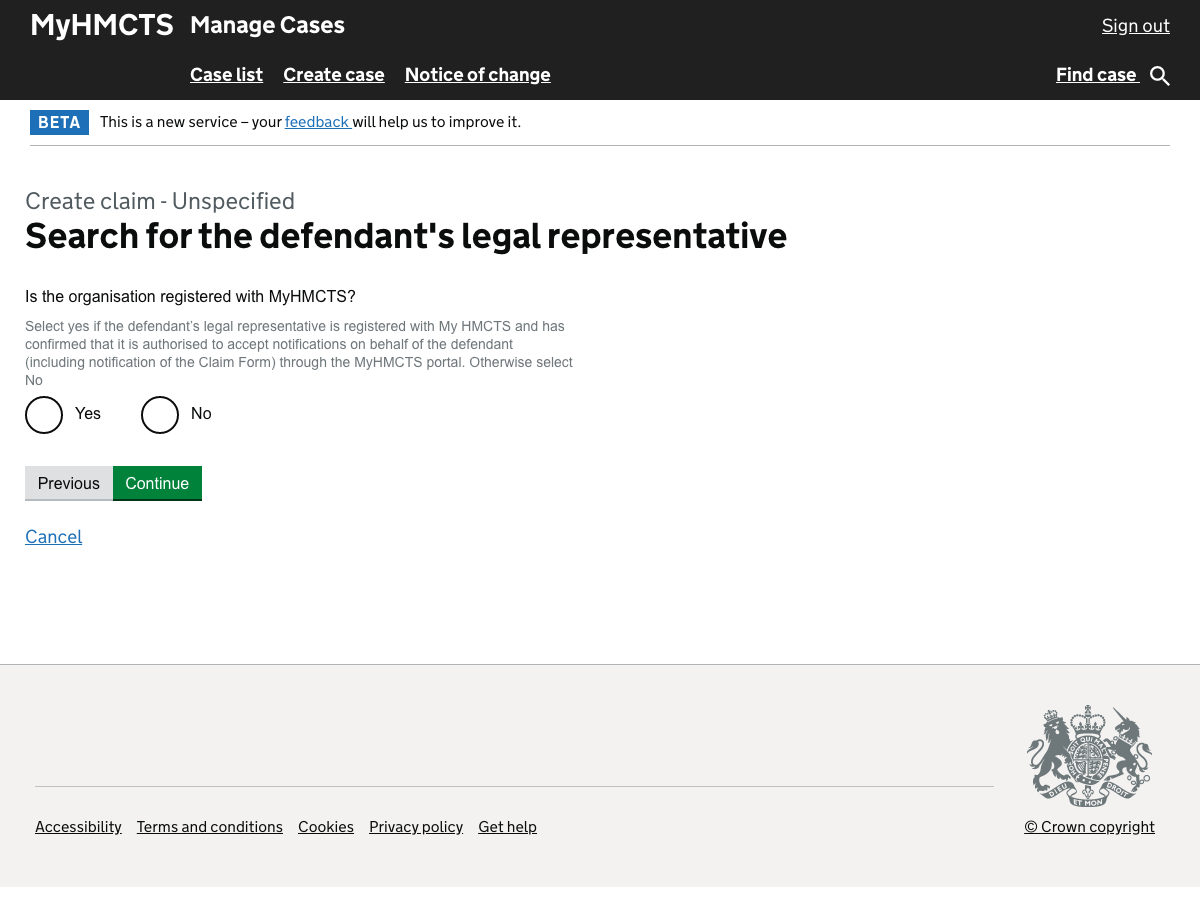 MyHMCTS Manage Cases Sign out
Case list Create case Notice of change Find case
BETA This is a new service – your feedback will help us to improve it.
Create claim - Unspecified
Search for the defendant's legal representative
Is the organisation registered with MyHMCTS?
Select yes if the defendant’s legal representative is registered with My HMCTS and has
confirmed that it is authorised to accept notifications on behalf of the defendant
(including notification of the Claim Form) through the MyHMCTS portal. Otherwise select
No
Yes No
Previous Continue
Cancel
DIEU ET MON DROIT
Accessibility Terms and conditions Cookies Privacy policy Get help © Crown copyright